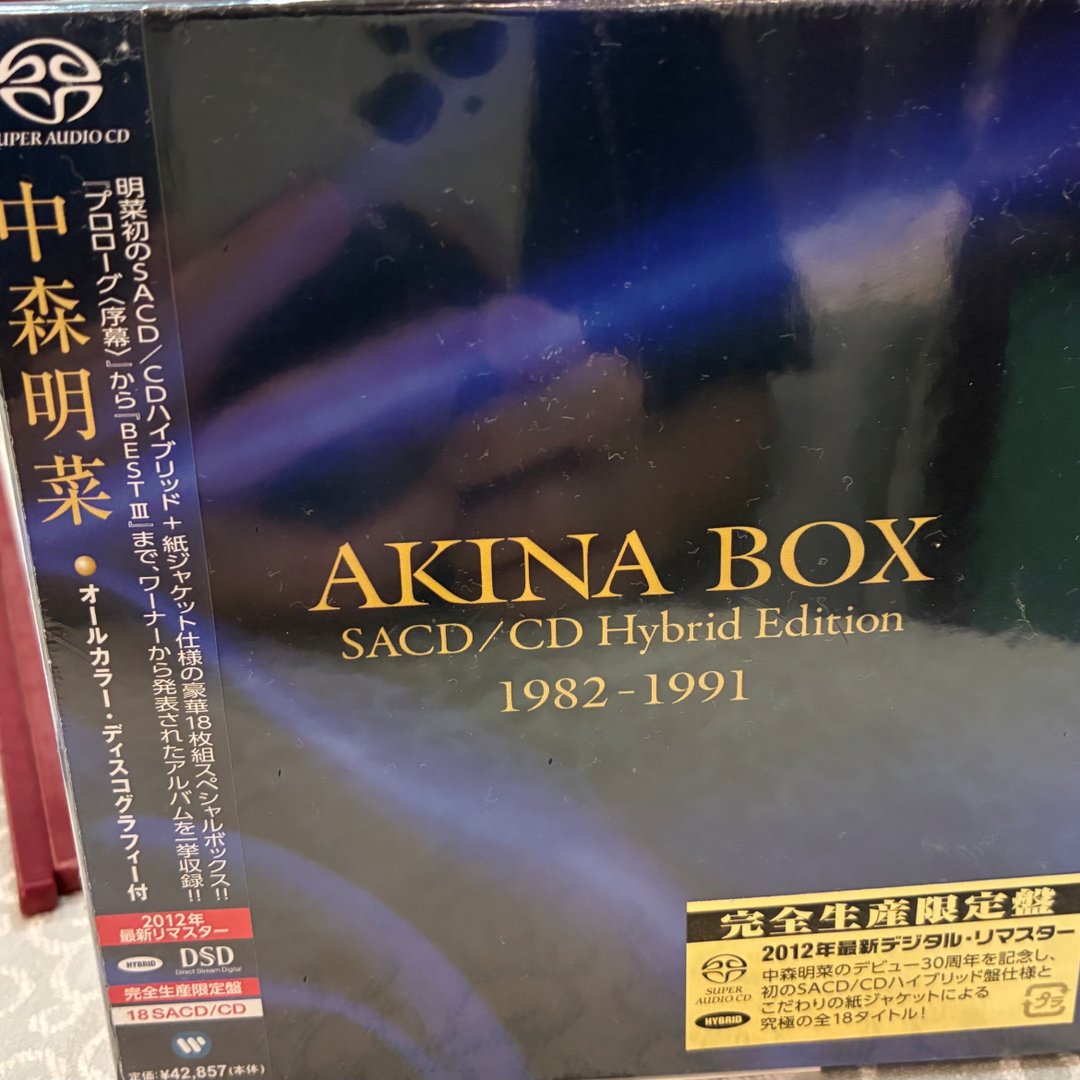 SUPER AUDIO CD
中森明菜
明菜初のSACD/CDハイブリッド+紙ジャケット仕様の豪華18枚組スペシャルボックス!!
『プロローグ〈序幕〉』から『BEST Ⅲ』まで、ワーナーから発表されたアルバムを一挙収録!!
●オールカラー・ディスコグラフィー付
2012年
最新リマスター
HYBRID
DSD
Direct Stream Digital
完全生産限定盤
18 SACD/CD
定価:¥42,857(本体)
AKINA BOX
SACD/CD Hybrid Edition
1982-1991
完全生産限定盤
2012年最新デジタル・リマスター
SUPER AUDIO CD
HYBRID
中森明菜のデビュー30周年を記念し、
初のSACD/CDハイブリッド盤仕様と
こだわりの紙ジャケットによる
究極の全18タイトル!
プラ